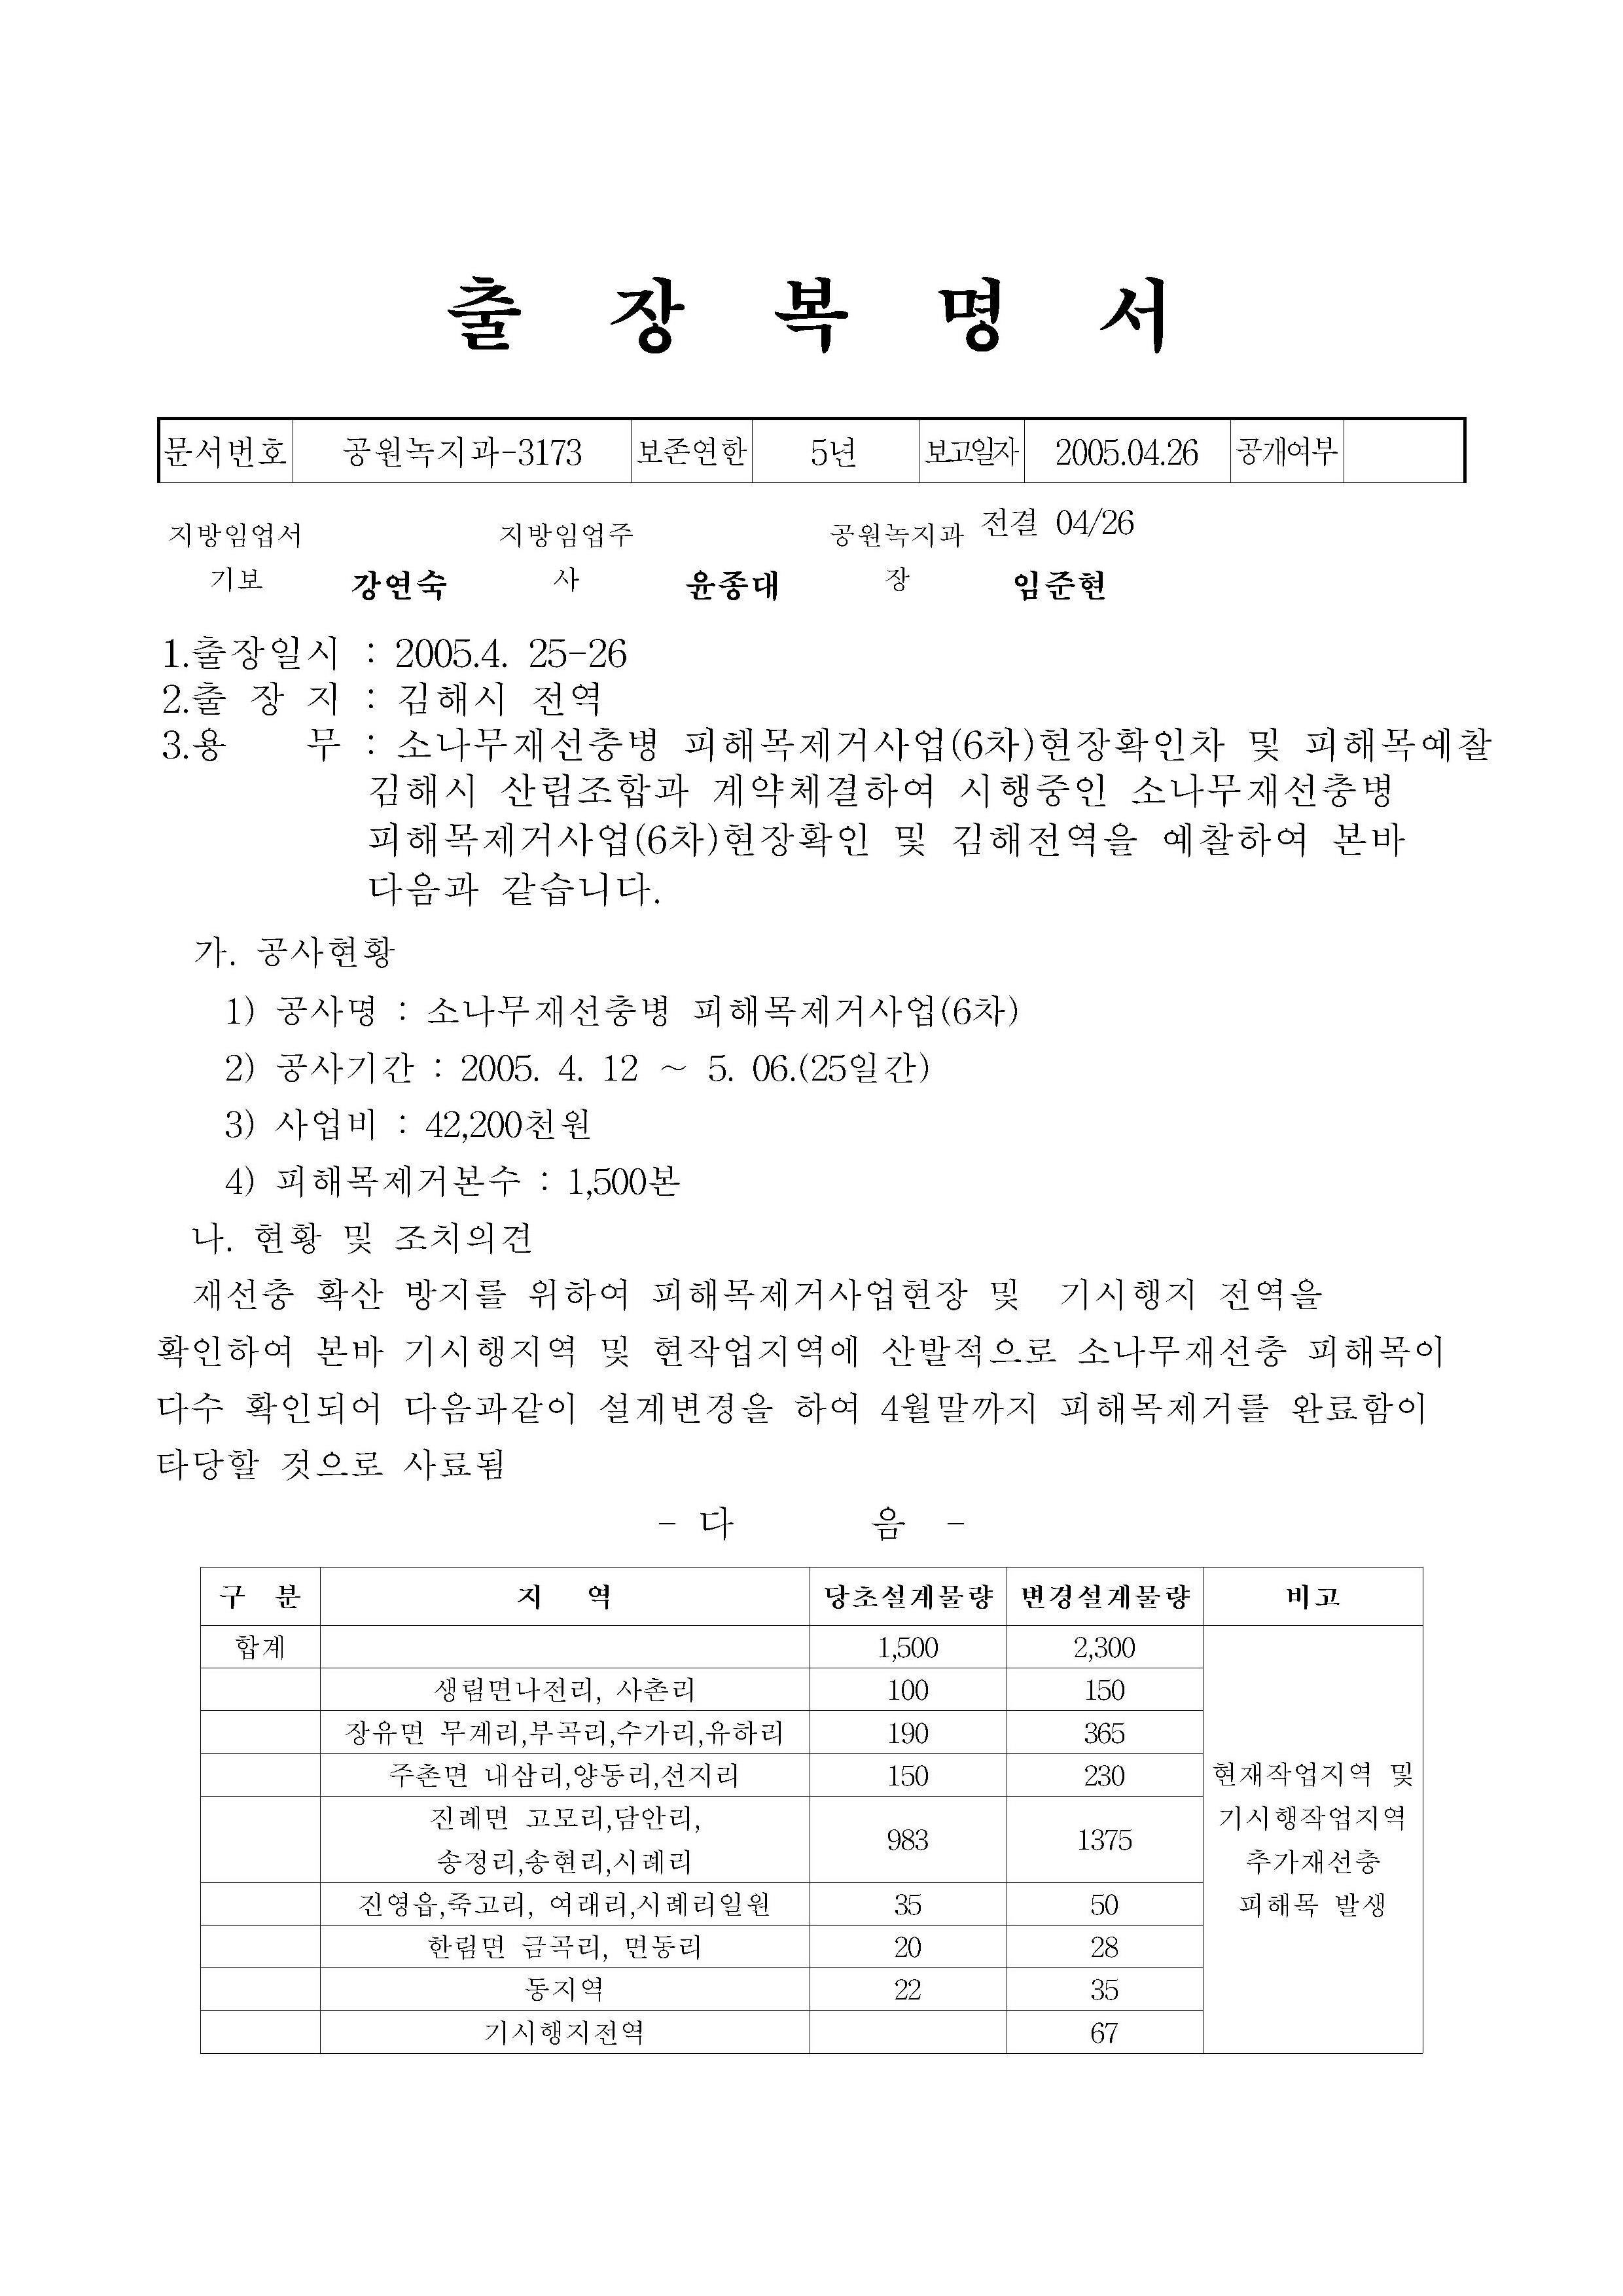 출 장 복 명 서
문서번호 공원녹지과-3173 보존연한 5년 보고일자 2005.04.26 공개여부
지방임업서 지방임업주 공원녹지과 전결 04/26
기보 강연숙 사 윤종대 장 임준현
1.출장일시 : 2005.4. 25-26
2.출 장 지 : 김해시 전역
3.용 무 : 소나무재선충병 피해목제거사업(6차)현장확인차 및 피해목예찰
김해시 산림조합과 계약체결하여 시행중인 소나무재선충병
피해목제거사업(6차)현장확인 및 김해전역을 예찰하여 본바
다음과 같습니다.
가. 공사현황
1) 공사명 : 소나무재선충병 피해목제거사업(6차)
2) 공사기간 : 2005. 4. 12 ~ 5. 06.(25일간)
3) 사업비 : 42,200천원
4) 피해목제거본수 : 1,500본
나. 현황 및 조치의견
재선충 확산 방지를 위하여 피해목제거사업현장 및 기시행지 전역을
확인하여 본바 기시행지역 및 현작업지역에 산발적으로 소나무재선충 피해목이
다수 확인되어 다음과같이 설계변경을 하여 4월말까지 피해목제거를 완료함이
타당할 것으로 사료됨
- 다 음 -
구 분 지 역 당초설계물량 변경설계물량 비고
합계 1,500 2,300
생림면나전리, 사촌리 100 150
장유면 무계리,부곡리,수가리,유하리 190 365
주촌면 내삼리,양동리,선지리 150 230 현재작업지역 및
진례면 고모리,담안리, 기시행작업지역
983 1375
송정리,송현리,시례리 추가재선충
진영읍,죽고리, 여래리,시례리일원 35 50 피해목 발생
한림면 금곡리, 면동리 20 28
동지역 22 35
기시행지전역 67